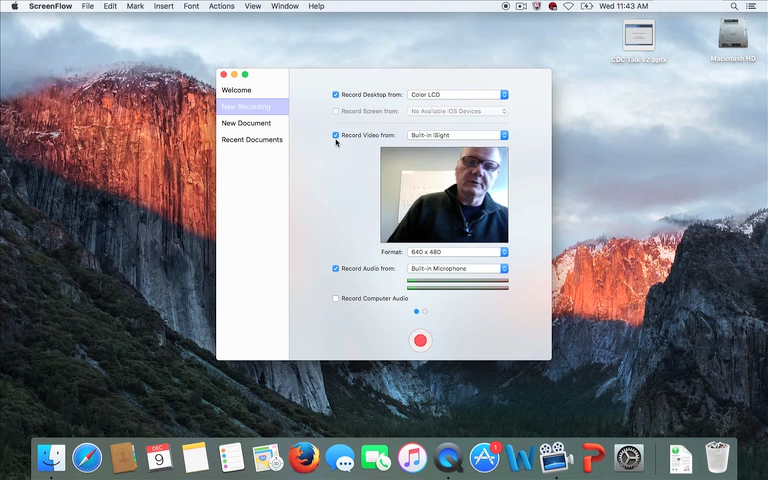 ScreenFlow File Edit Mark Insert Font Actions View Window Help Wed 11:43 AM
CDC Talk V2.pptx Macintosh HD
Welcome
New Recording
New Document
Recent Documents
Record Desktop from: Color LCD
Record Screen from: No Available iOS Devices
Record Video from: Built-in iSight
Format: 640 x 480
Record Audio from: Built-in Microphone
Record Computer Audio
DEC
9
1